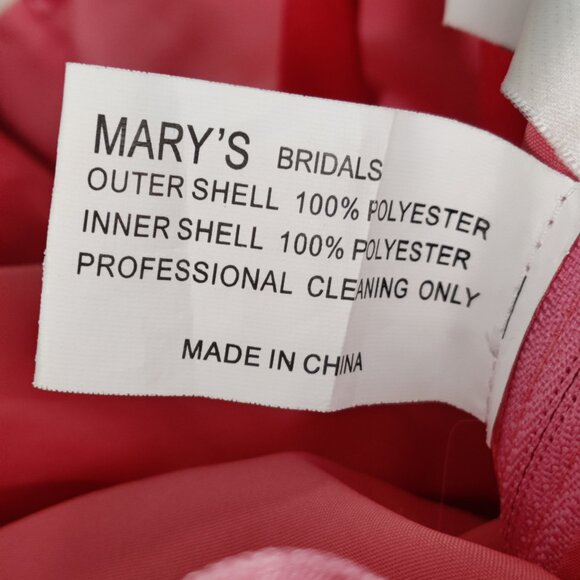 MARY'S BRIDALS
OUTER SHELL 100% POLYESTER
INNER SHELL 100% POLYESTER
PROFESSIONAL CLEANING ONLY
MADE IN CHINA